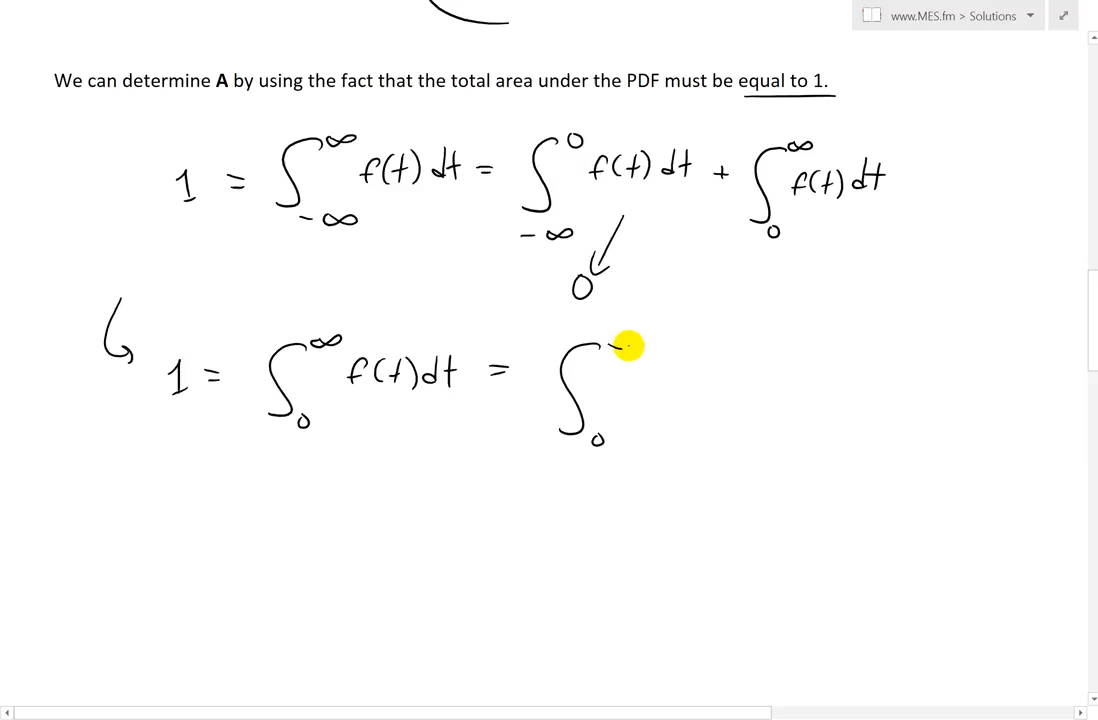 www.MES.fm > Solutions
We can determine A by using the fact that the total area under the PDF must be equal to 1.
1 = ∫_{-∞}^{∞} f(t) dt = ∫_{-∞}^{0} f(t) dt + ∫_{0}^{∞} f(t) dt
0
1 = ∫_{0}^{∞} f(t) dt = ∫_{0}